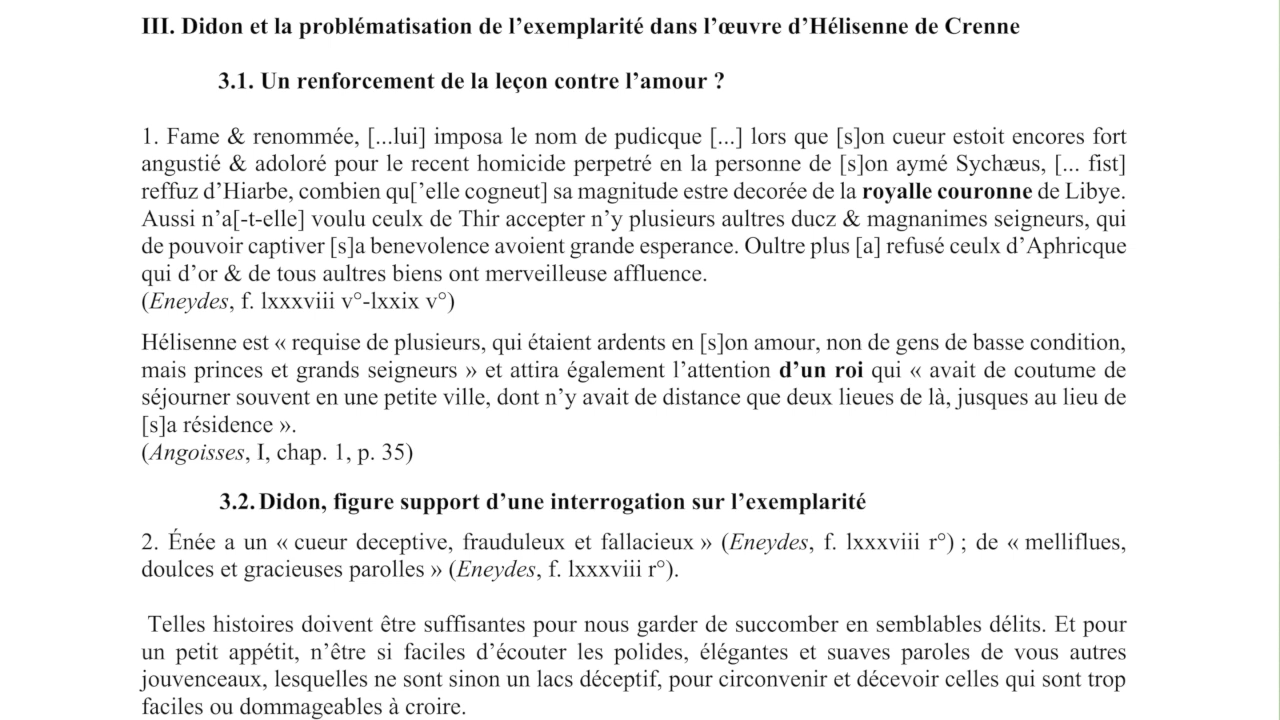 III. Didon et la problématisation de l’exemplarité dans l’œuvre d’Hélisenne de Crenne
3.1. Un renforcement de la leçon contre l’amour ?
1. Fame & renommée, [...lui] imposa le nom de pudicque [...] lors que [s]on cueur estoit encores fort
angustié & adoloré pour le recent homicide perpetré en la personne de [s]on aymé Sychæus, [... fist]
reffuz d’Hiarbe, combien qu[’elle cogneut] sa magnitude estre decorée de la royalle couronne de Libye.
Aussi n’a[-t-elle] voulu ceulx de Thir accepter n’y plusieurs aultres ducz & magnanimes seigneurs, qui
de pouvoir captiver [s]a benevolence avoient grande esperance. Oultre plus [a] refusé ceulx d’Aphricque
qui d’or & de tous aultres biens ont merveilleuse affluence.
(Eneydes, f. lxxxviii v°-lxxix v°)
Hélisenne est « requise de plusieurs, qui étaient ardents en [s]on amour, non de gens de basse condition,
mais princes et grands seigneurs » et attira également l’attention d’un roi qui « avait de coutume de
séjourner souvent en une petite ville, dont n’y avait de distance que deux lieues de là, jusques au lieu de
[s]a résidence ».
(Angoisses, I, chap. 1, p. 35)
3.2. Didon, figure support d’une interrogation sur l’exemplarité
2. Énée a un « cueur deceptive, frauduleux et fallacieux » (Eneydes, f. lxxxviii r°) ; de « melliflues,
doulces et gracieuses parolles » (Eneydes, f. lxxxviii r°).
Telles histoires doivent être suffisantes pour nous garder de succomber en semblables délits. Et pour
un petit appétit, n’être si faciles d’écouter les polides, élégantes et suaves paroles de vous autres
jouvenceaux, lesquelles ne sont sinon un lacs déceptif, pour circonvenir et décevoir celles qui sont trop
faciles ou dommageables à croire.